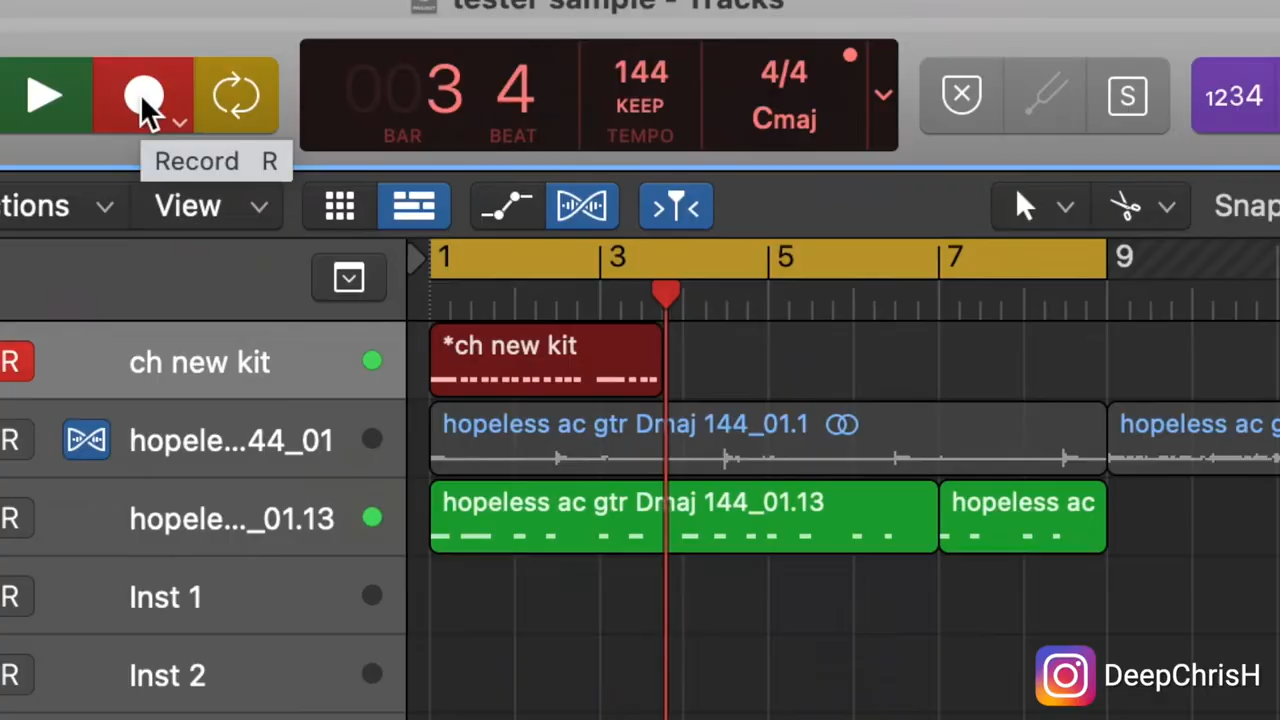 tester sample - Tracks
003 4
BAR BEAT
144
KEEP
TEMPO
4/4
Cmaj
S
1234
Record R
tions
View
Snap
1 3 5 7 9
R ch new kit
*ch new kit
R hopele...44_01
hopeless ac gtr Dmaj 144_01.1
hopeless ac g
R hopele..._01.13
hopeless ac gtr Dmaj 144_01.13
hopeless ac
R Inst 1
R Inst 2
DeepChrisH